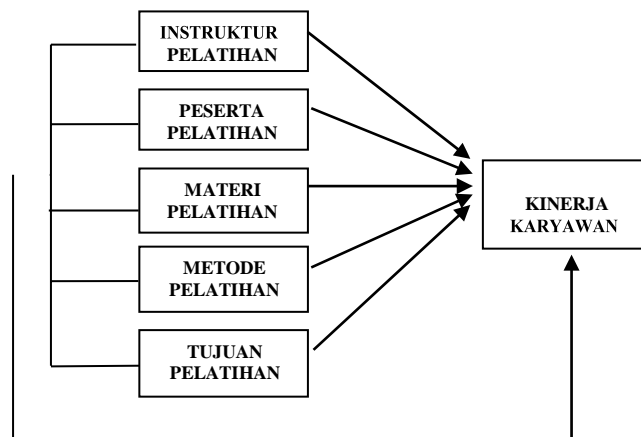 INSTRUKTUR
PELATIHAN
PESERTA
PELATIHAN
MATERI
PELATIHAN
METODE
PELATIHAN
TUJUAN
PELATIHAN
KINERJA
KARYAWAN